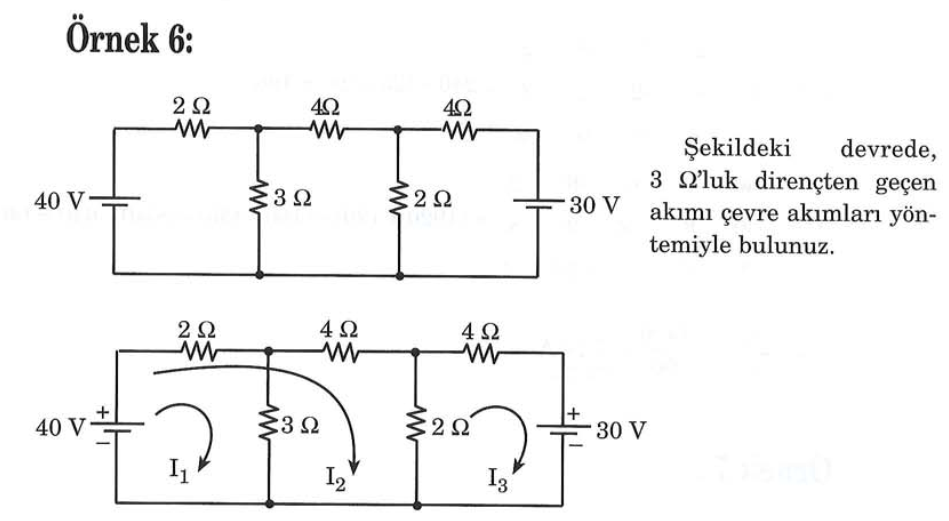 Örnek 6:
2 Ω 4Ω 4Ω
40 V 3 Ω 2 Ω 30 V
Şekildeki devrede,
3 Ω'luk dirençten geçen
akımı çevre akımları yön-
temiyle bulunuz.
2 Ω 4 Ω 4 Ω
+ +
40 V 3 Ω 2 Ω 30 V
− −
I₁ I₂ I₃